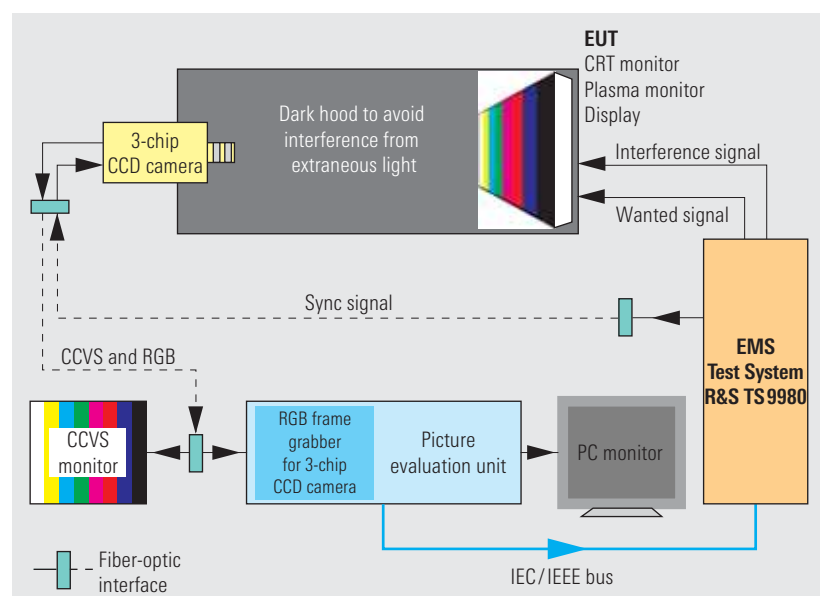 EUT
CRT monitor
Plasma monitor
Display
Dark hood to avoid
interference from
extraneous light
3-chip
CCD camera
Interference signal
Wanted signal
Sync signal
EMS
Test System
R&S TS 9980
CCVS and RGB
CCVS
monitor
RGB frame
grabber
for 3-chip
CCD camera
Picture
evaluation unit
PC monitor
Fiber-optic
interface
IEC/IEEE bus